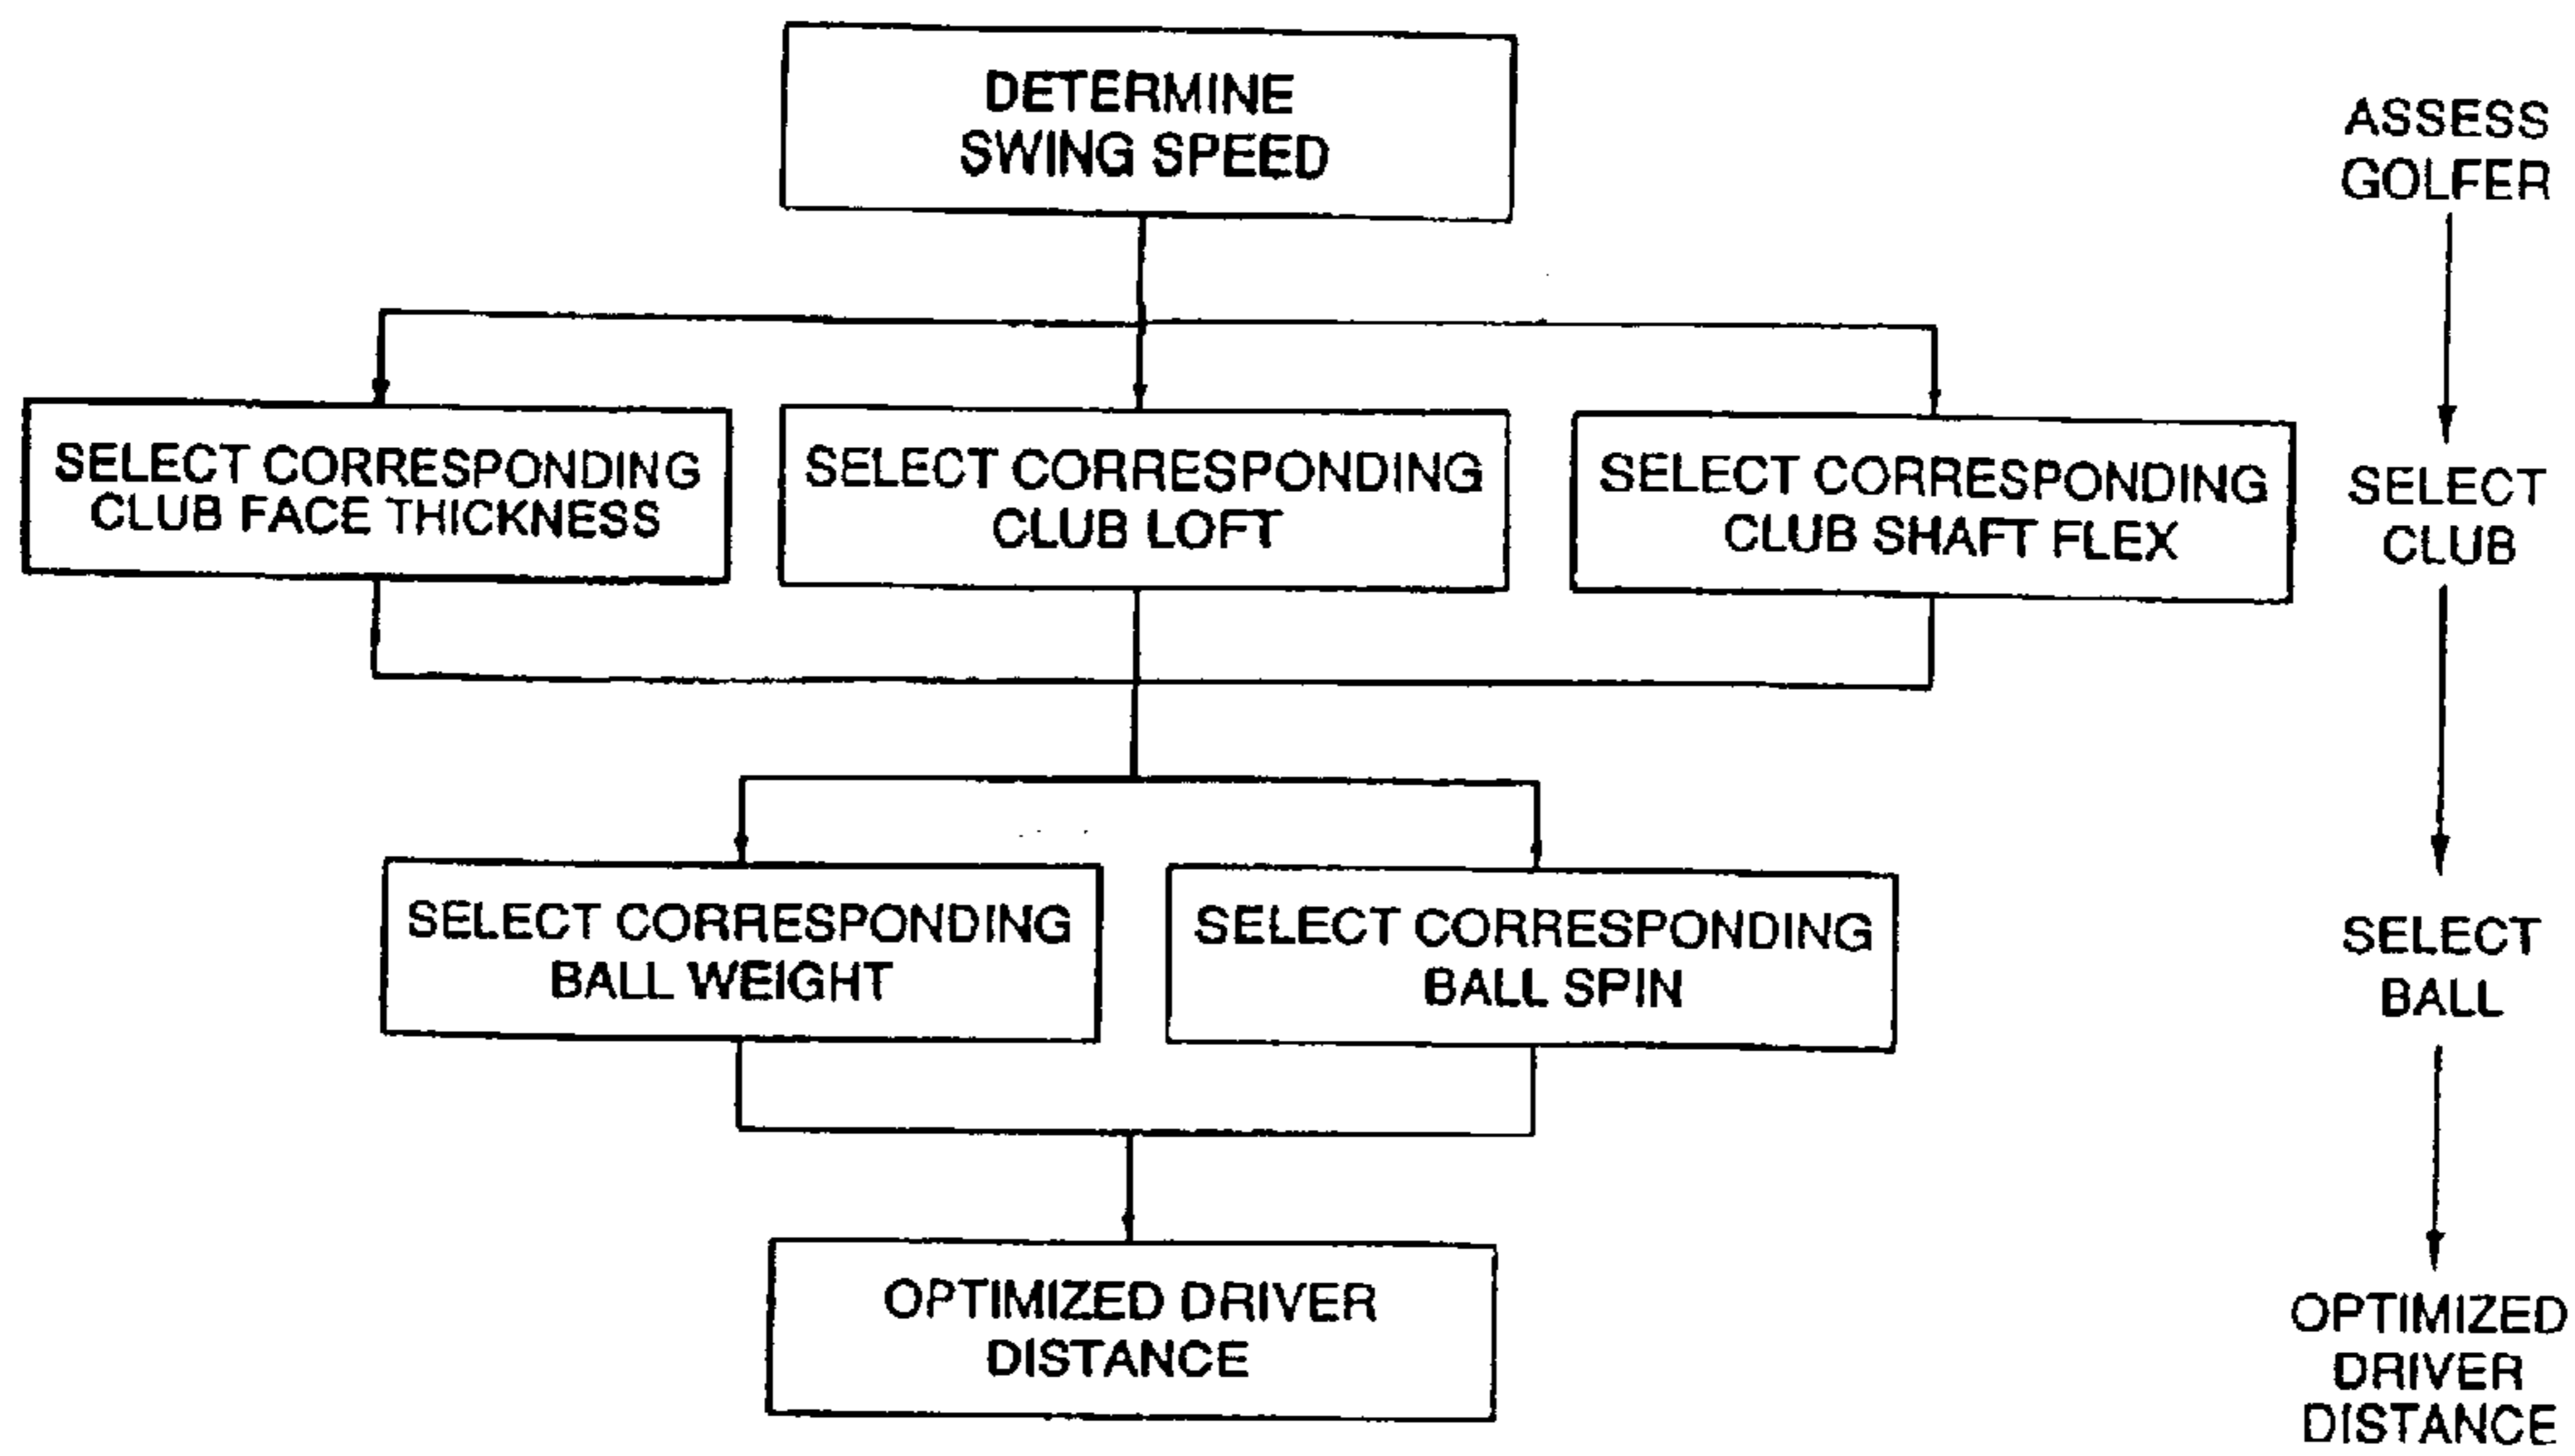 DETERMINE
SWING SPEED
ASSESS
GOLFER
SELECT CORRESPONDING
CLUB FACE THICKNESS
SELECT CORRESPONDING
CLUB LOFT
SELECT CORRESPONDING
CLUB SHAFT FLEX
SELECT
CLUB
SELECT CORRESPONDING
BALL WEIGHT
SELECT CORRESPONDING
BALL SPIN
SELECT
BALL
OPTIMIZED DRIVER
DISTANCE
OPTIMIZED
DRIVER
DISTANCE